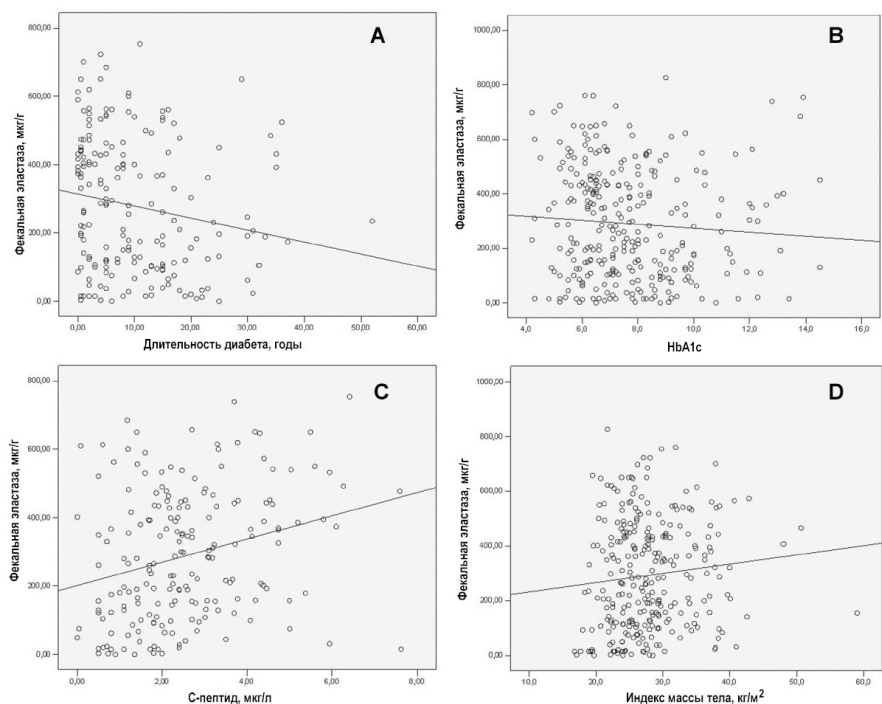 A
Фекальная эластаза, мкг/г
800,00
600,00
400,00
200,00
0,00
0,00 10,00 20,00 30,00 40,00 50,00 60,00
Длительность диабета, годы
B
Фекальная эластаза, мкг/г
1000,00
800,00
600,00
400,00
200,00
0,00
4,0 6,0 8,0 10,0 12,0 14,0 16,0
HbA1c
C
Фекальная эластаза, мкг/г
800,00
600,00
400,00
200,00
0,00
0,00 2,00 4,00 6,00 8,00
С-пептид, мкг/л
D
Фекальная эластаза, мкг/г
1000,00
800,00
600,00
400,00
200,00
0,00
10,0 20,0 30,0 40,0 50,0 60,0
Индекс массы тела, кг/м²